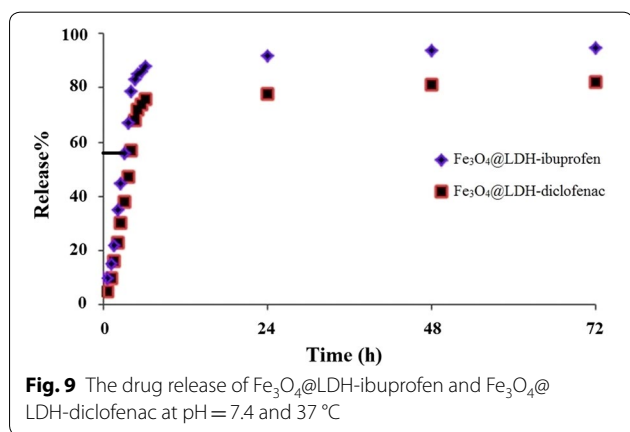 100
80
60
40
20
0
Release%
Fe₃O₄@LDH-ibuprofen
Fe₃O₄@LDH-diclofenac
0 24 48 72
Time (h)
Fig. 9 The drug release of Fe₃O₄@LDH-ibuprofen and Fe₃O₄@
LDH-diclofenac at pH = 7.4 and 37 °C